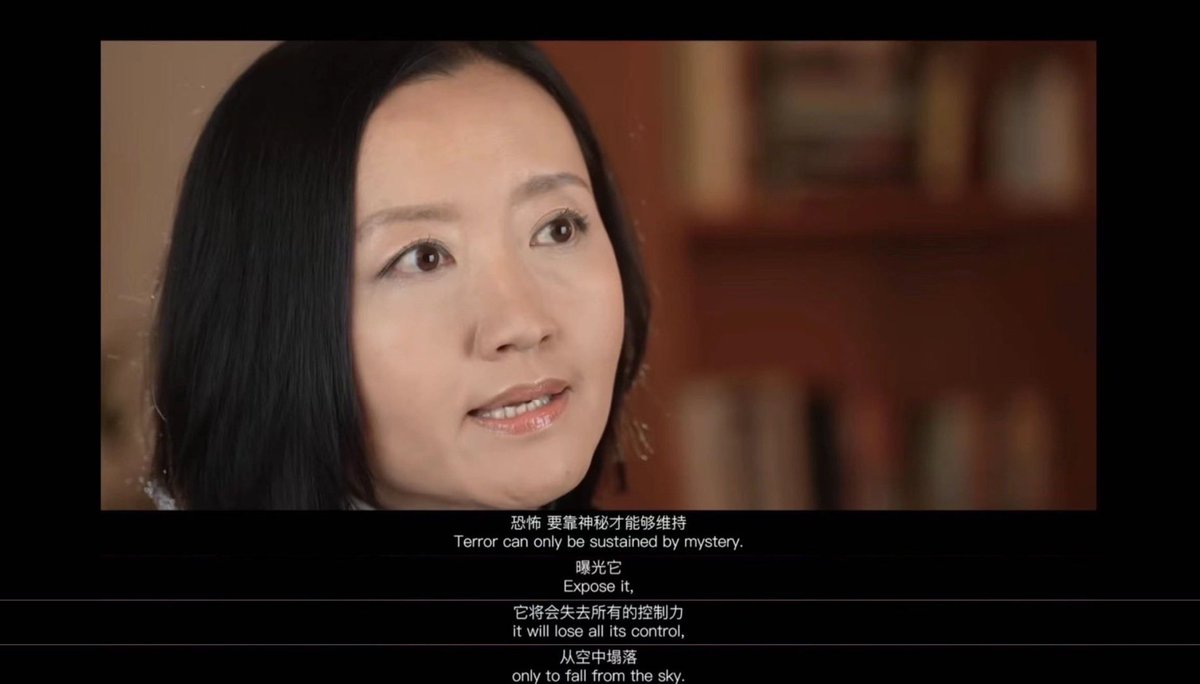 恐怖 要靠神秘才能够维持
Terror can only be sustained by mystery.
曝光它
Expose it,
它将会失去所有的控制力
it will lose all its control,
从空中塌落
only to fall from the sky.